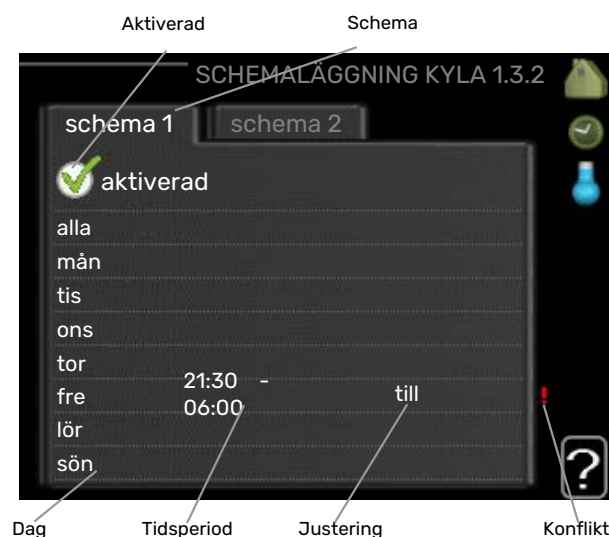 Aktiverad Schema
SCHEMALÄGGNING KYLA 1.3.2
schema 1 schema 2
aktiverad
alla
mån
tis
ons
tor
fre 21:30 - 06:00 till !
lör
sön
?
Dag Tidsperiod Justering Konflikt